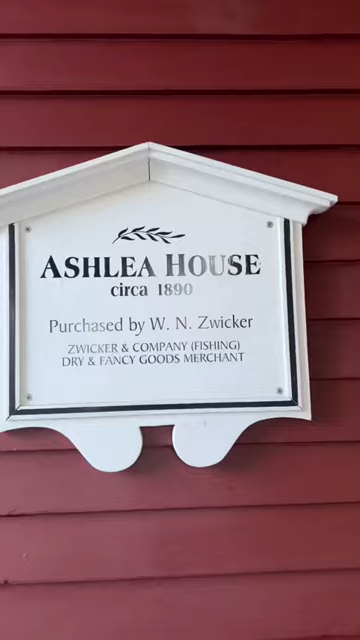 ASHLEA HOUSE
circa 1890
Purchased by W. N. Zwicker
ZWICKER & COMPANY (FISHING)
DRY & FANCY GOODS MERCHANT